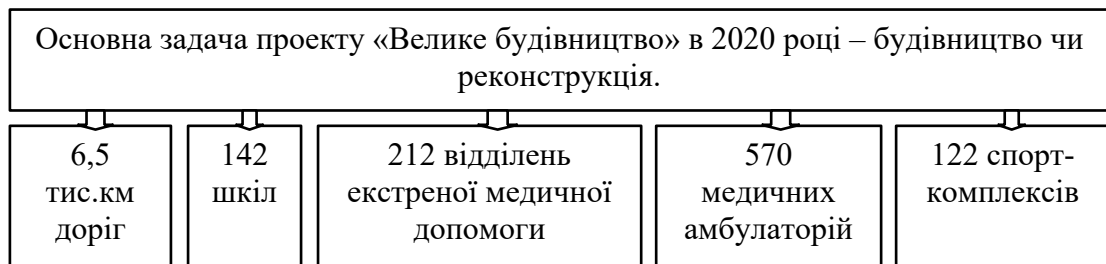 Основна задача проекту «Велике будівництво» в 2020 році – будівництво чи
реконструкція.
6,5
тис.км
доріг
142
шкіл
212 відділень
екстреної медичної
допомоги
570
медичних
амбулаторій
122 спорт-
комплексів